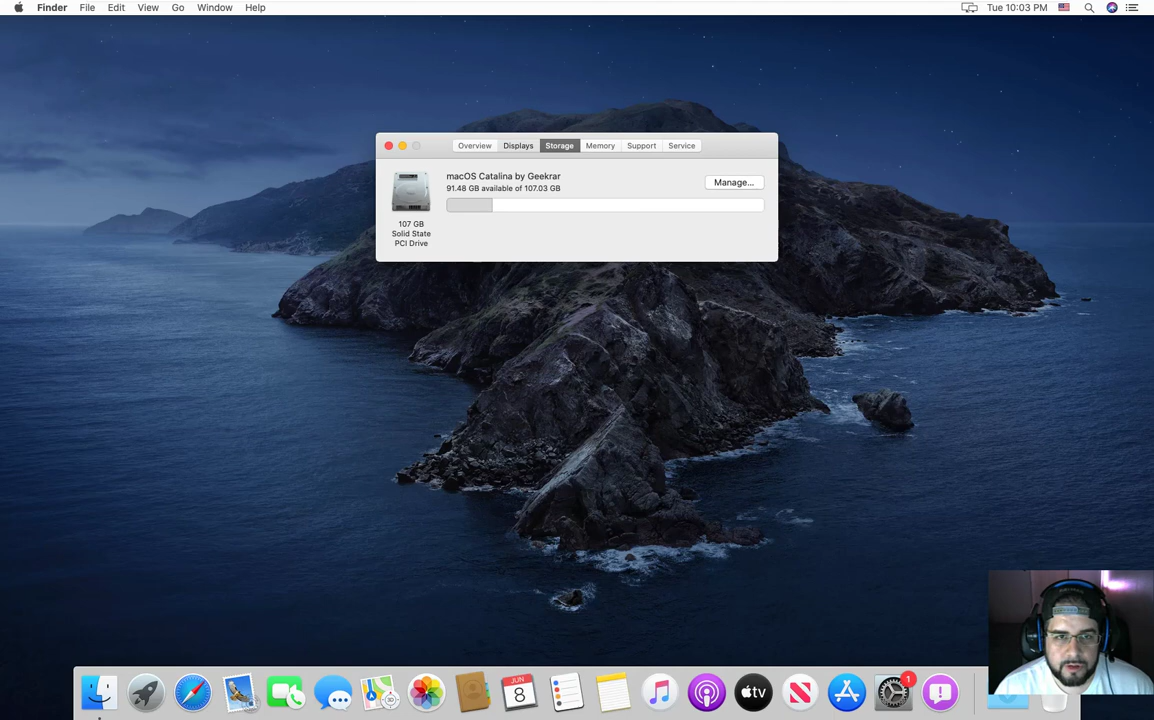 Finder File Edit View Go Window Help Tue 10:03 PM
Overview Displays Storage Memory Support Service
macOS Catalina by Geekrar
91.48 GB available of 107.03 GB
Manage...
107 GB
Solid State
PCI Drive
JUN
8
30
tv
1